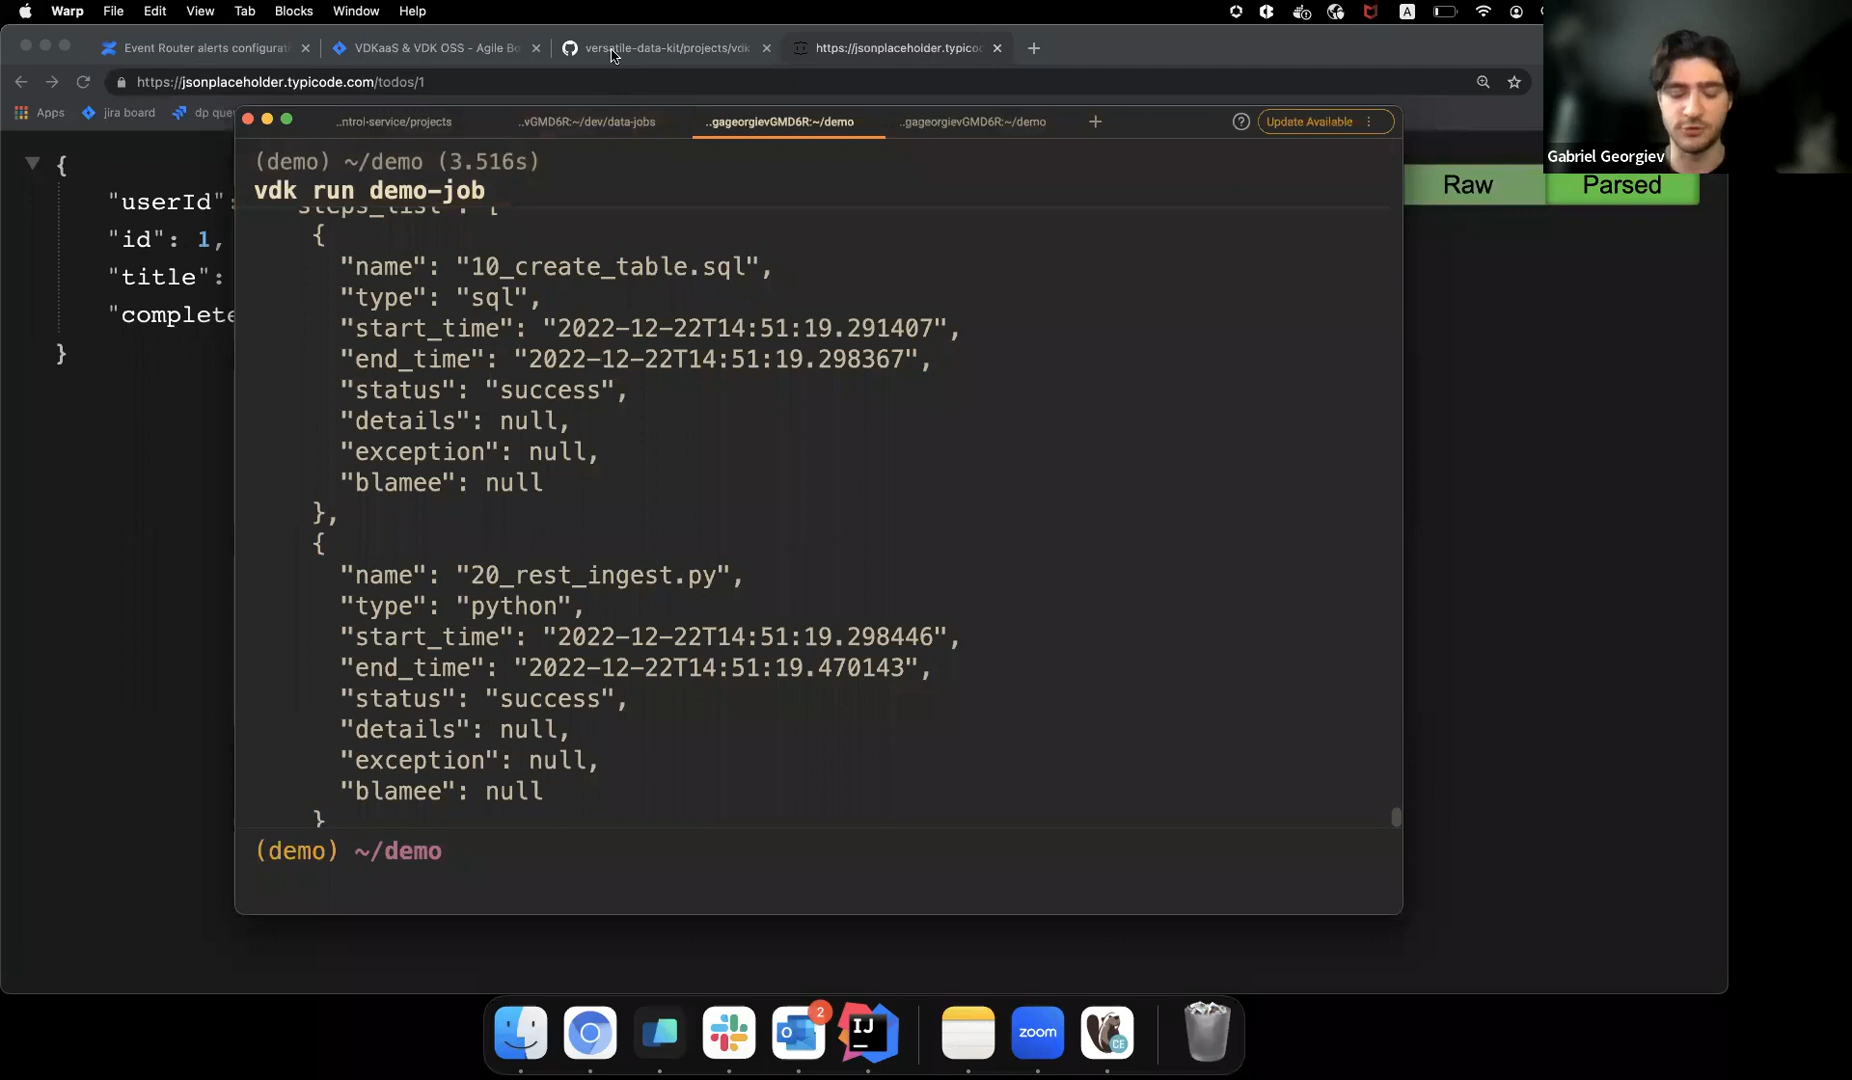 Warp File Edit View Tab Blocks Window Help
Event Router alerts configurati
VDKaaS & VDK OSS - Agile Bo
versatile-data-kit/projects/vdk
https://jsonplaceholder.typico
https://jsonplaceholder.typicode.com/todos/1
Apps jira board dp que
..ntrol-service/projects
..vGMD6R:~/dev/data-jobs
..gageorgievGMD6R:~/demo
..gageorgievGMD6R:~/demo
Update Available
Gabriel Georgiev
Raw Parsed
{
"userId":
"id": 1,
"title":
"complete
}
(demo) ~/demo (3.516s)
vdk run demo-job
steps_list": [
{
"name": "10_create_table.sql",
"type": "sql",
"start_time": "2022-12-22T14:51:19.291407",
"end_time": "2022-12-22T14:51:19.298367",
"status": "success",
"details": null,
"exception": null,
"blamee": null
},
{
"name": "20_rest_ingest.py",
"type": "python",
"start_time": "2022-12-22T14:51:19.298446",
"end_time": "2022-12-22T14:51:19.470143",
"status": "success",
"details": null,
"exception": null,
"blamee": null
}
(demo) ~/demo
2
IJ
zoom
CE